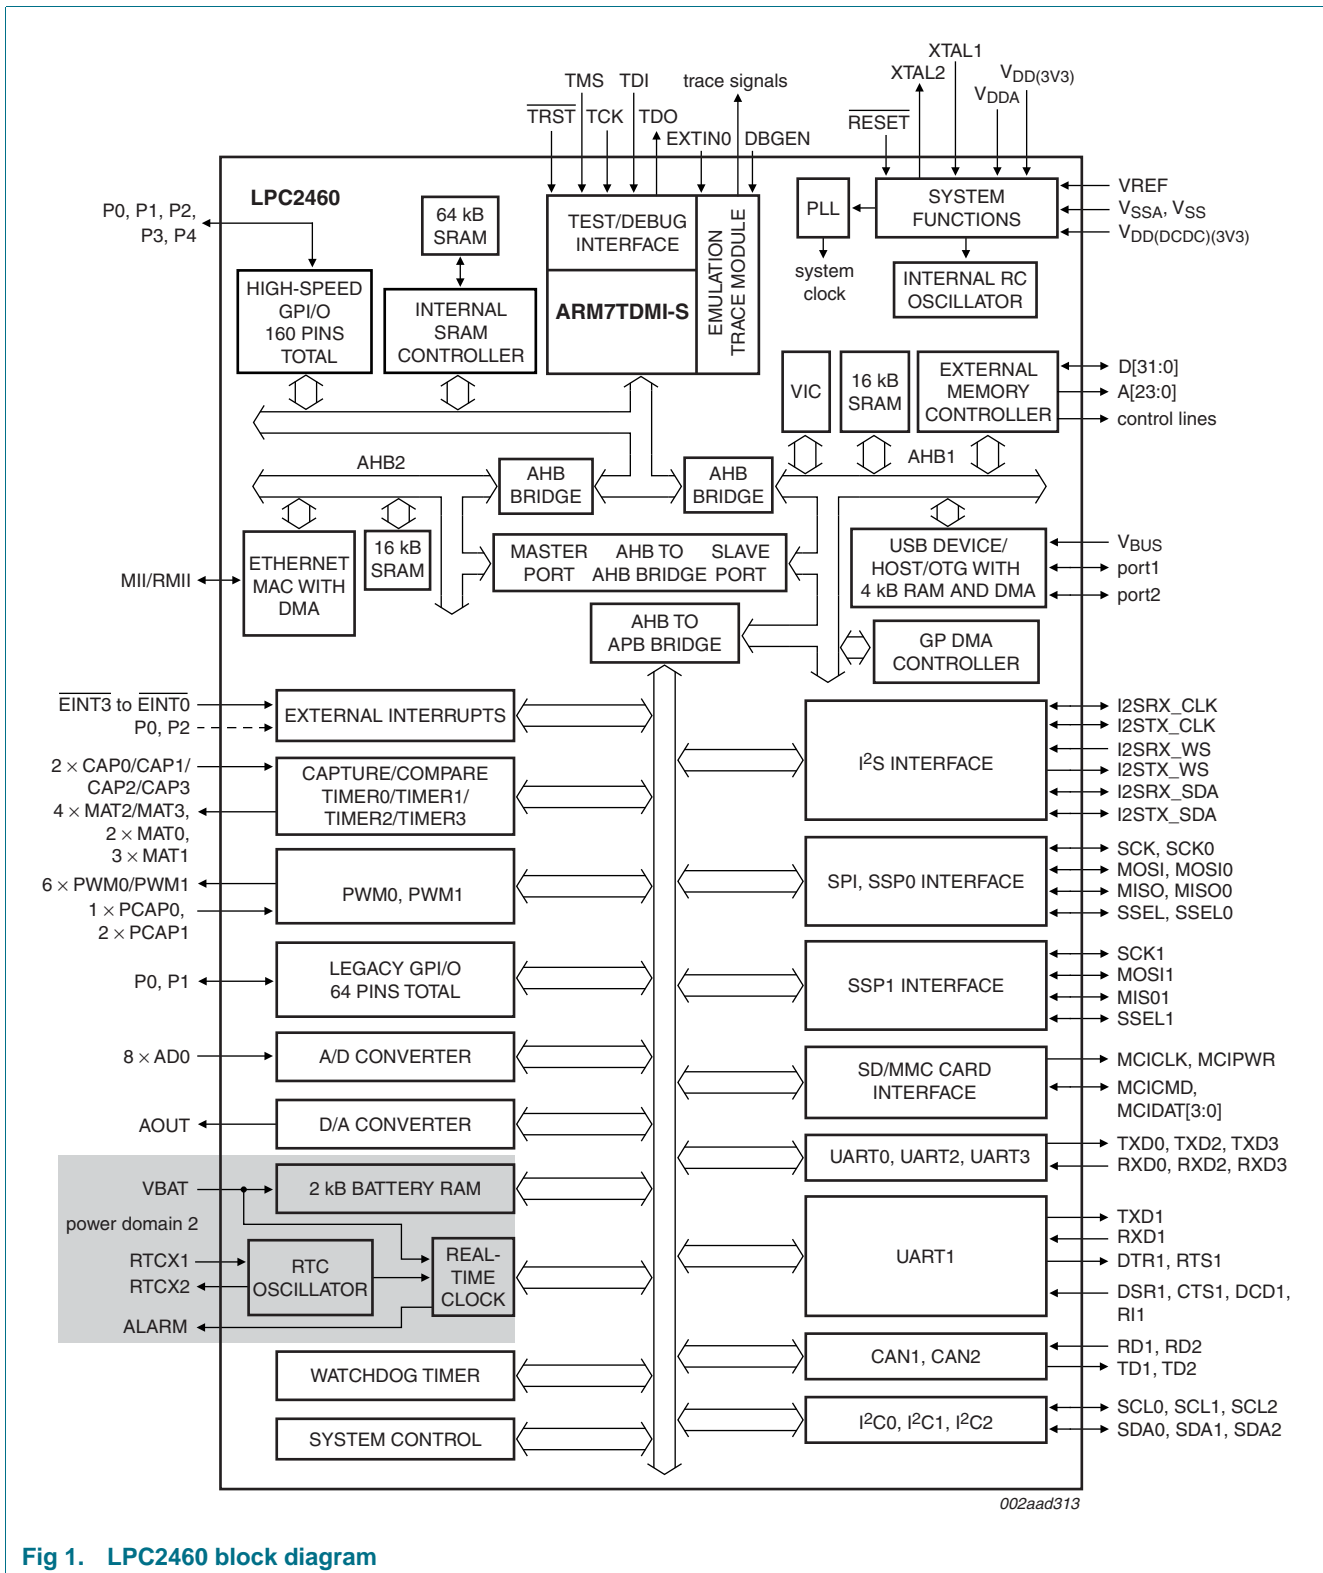 XTAL1
XTAL2
VDD(3V3)
VDDA
RESET
TMS TDI
trace signals
TRST TCK TDO
EXTIN0 DBGEN
LPC2460
P0, P1, P2,
P3, P4
64 kB
SRAM
TEST/DEBUG
INTERFACE
EMULATION
TRACE MODULE
PLL
SYSTEM
FUNCTIONS
VREF
VSSA, VSS
VDD(DCDC)(3V3)
system
clock
HIGH-SPEED
GPI/O
160 PINS
TOTAL
INTERNAL
SRAM
CONTROLLER
ARM7TDMI-S
INTERNAL RC
OSCILLATOR
VIC
16 kB
SRAM
EXTERNAL
MEMORY
CONTROLLER
D[31:0]
A[23:0]
control lines
AHB2
AHB
BRIDGE
AHB
BRIDGE
AHB1
ETHERNET
MAC WITH
DMA
MII/RMII
16 kB
SRAM
MASTER
PORT
AHB TO
AHB BRIDGE
SLAVE
PORT
USB DEVICE/
HOST/OTG WITH
4 kB RAM AND DMA
VBUS
port1
port2
AHB TO
APB BRIDGE
GP DMA
CONTROLLER
EINT3 to EINT0
P0, P2
EXTERNAL INTERRUPTS
2 × CAP0/CAP1/
CAP2/CAP3
4 × MAT2/MAT3,
2 × MAT0,
3 × MAT1
CAPTURE/COMPARE
TIMER0/TIMER1/
TIMER2/TIMER3
6 × PWM0/PWM1
1 × PCAP0,
2 × PCAP1
PWM0, PWM1
P0, P1
LEGACY GPI/O
64 PINS TOTAL
8 × AD0
A/D CONVERTER
AOUT
D/A CONVERTER
VBAT
2 kB BATTERY RAM
power domain 2
RTCX1
RTCX2
RTC
OSCILLATOR
REAL-
TIME
CLOCK
ALARM
WATCHDOG TIMER
SYSTEM CONTROL
I2S INTERFACE
I2SRX_CLK
I2STX_CLK
I2SRX_WS
I2STX_WS
I2SRX_SDA
I2STX_SDA
SPI, SSP0 INTERFACE
SCK, SCK0
MOSI, MOSI0
MISO, MISO0
SSEL, SSEL0
SSP1 INTERFACE
SCK1
MOSI1
MIS01
SSEL1
SD/MMC CARD
INTERFACE
MCICLK, MCIPWR
MCICMD,
MCIDAT[3:0]
UART0, UART2, UART3
TXD0, TXD2, TXD3
RXD0, RXD2, RXD3
UART1
TXD1
RXD1
DTR1, RTS1
DSR1, CTS1, DCD1,
RI1
CAN1, CAN2
RD1, RD2
TD1, TD2
I2C0, I2C1, I2C2
SCL0, SCL1, SCL2
SDA0, SDA1, SDA2
002aad313
Fig 1. LPC2460 block diagram